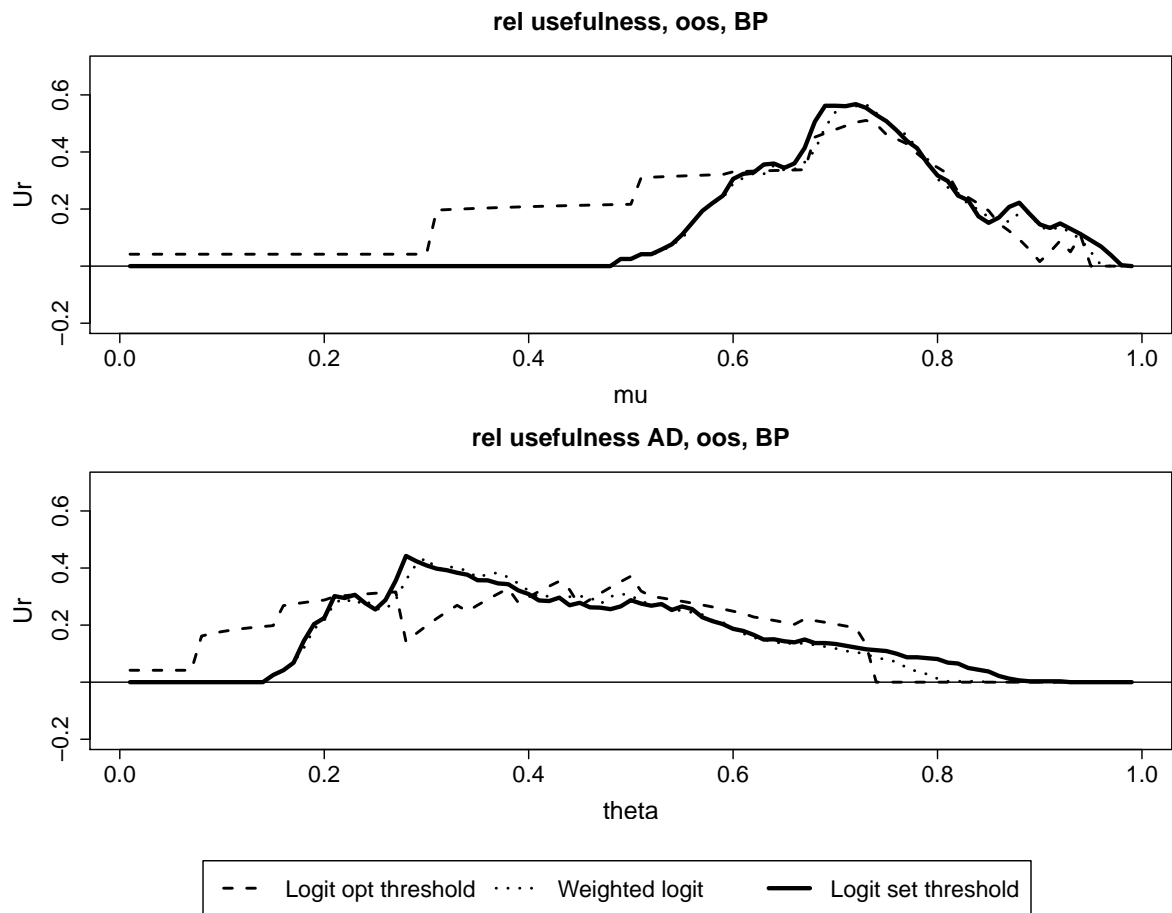 rel usefulness, oos, BP
Ur
0.6
0.4
0.2
−0.2
0.0 0.2 0.4 0.6 0.8 1.0
mu
rel usefulness AD, oos, BP
Ur
0.6
0.4
0.2
−0.2
0.0 0.2 0.4 0.6 0.8 1.0
theta
Logit opt threshold Weighted logit Logit set threshold